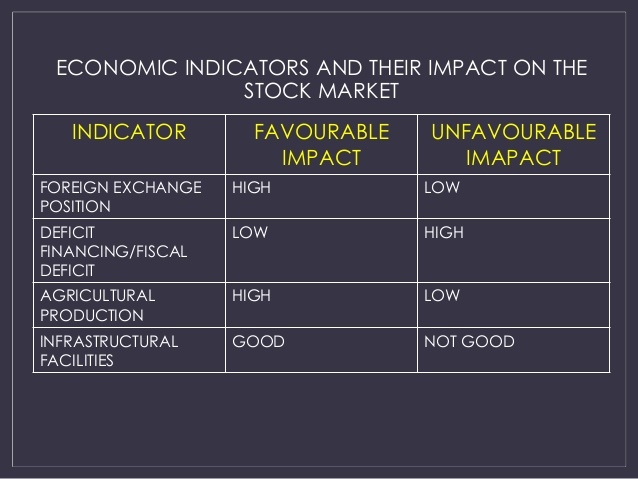 ECONOMIC INDICATORS AND THEIR IMPACT ON THE
STOCK MARKET
INDICATOR FAVOURABLE UNFAVOURABLE
IMPACT IMAPACT
FOREIGN EXCHANGE HIGH LOW
POSITION
DEFICIT LOW HIGH
FINANCING/FISCAL
DEFICIT
AGRICULTURAL HIGH LOW
PRODUCTION
INFRASTRUCTURAL GOOD NOT GOOD
FACILITIES